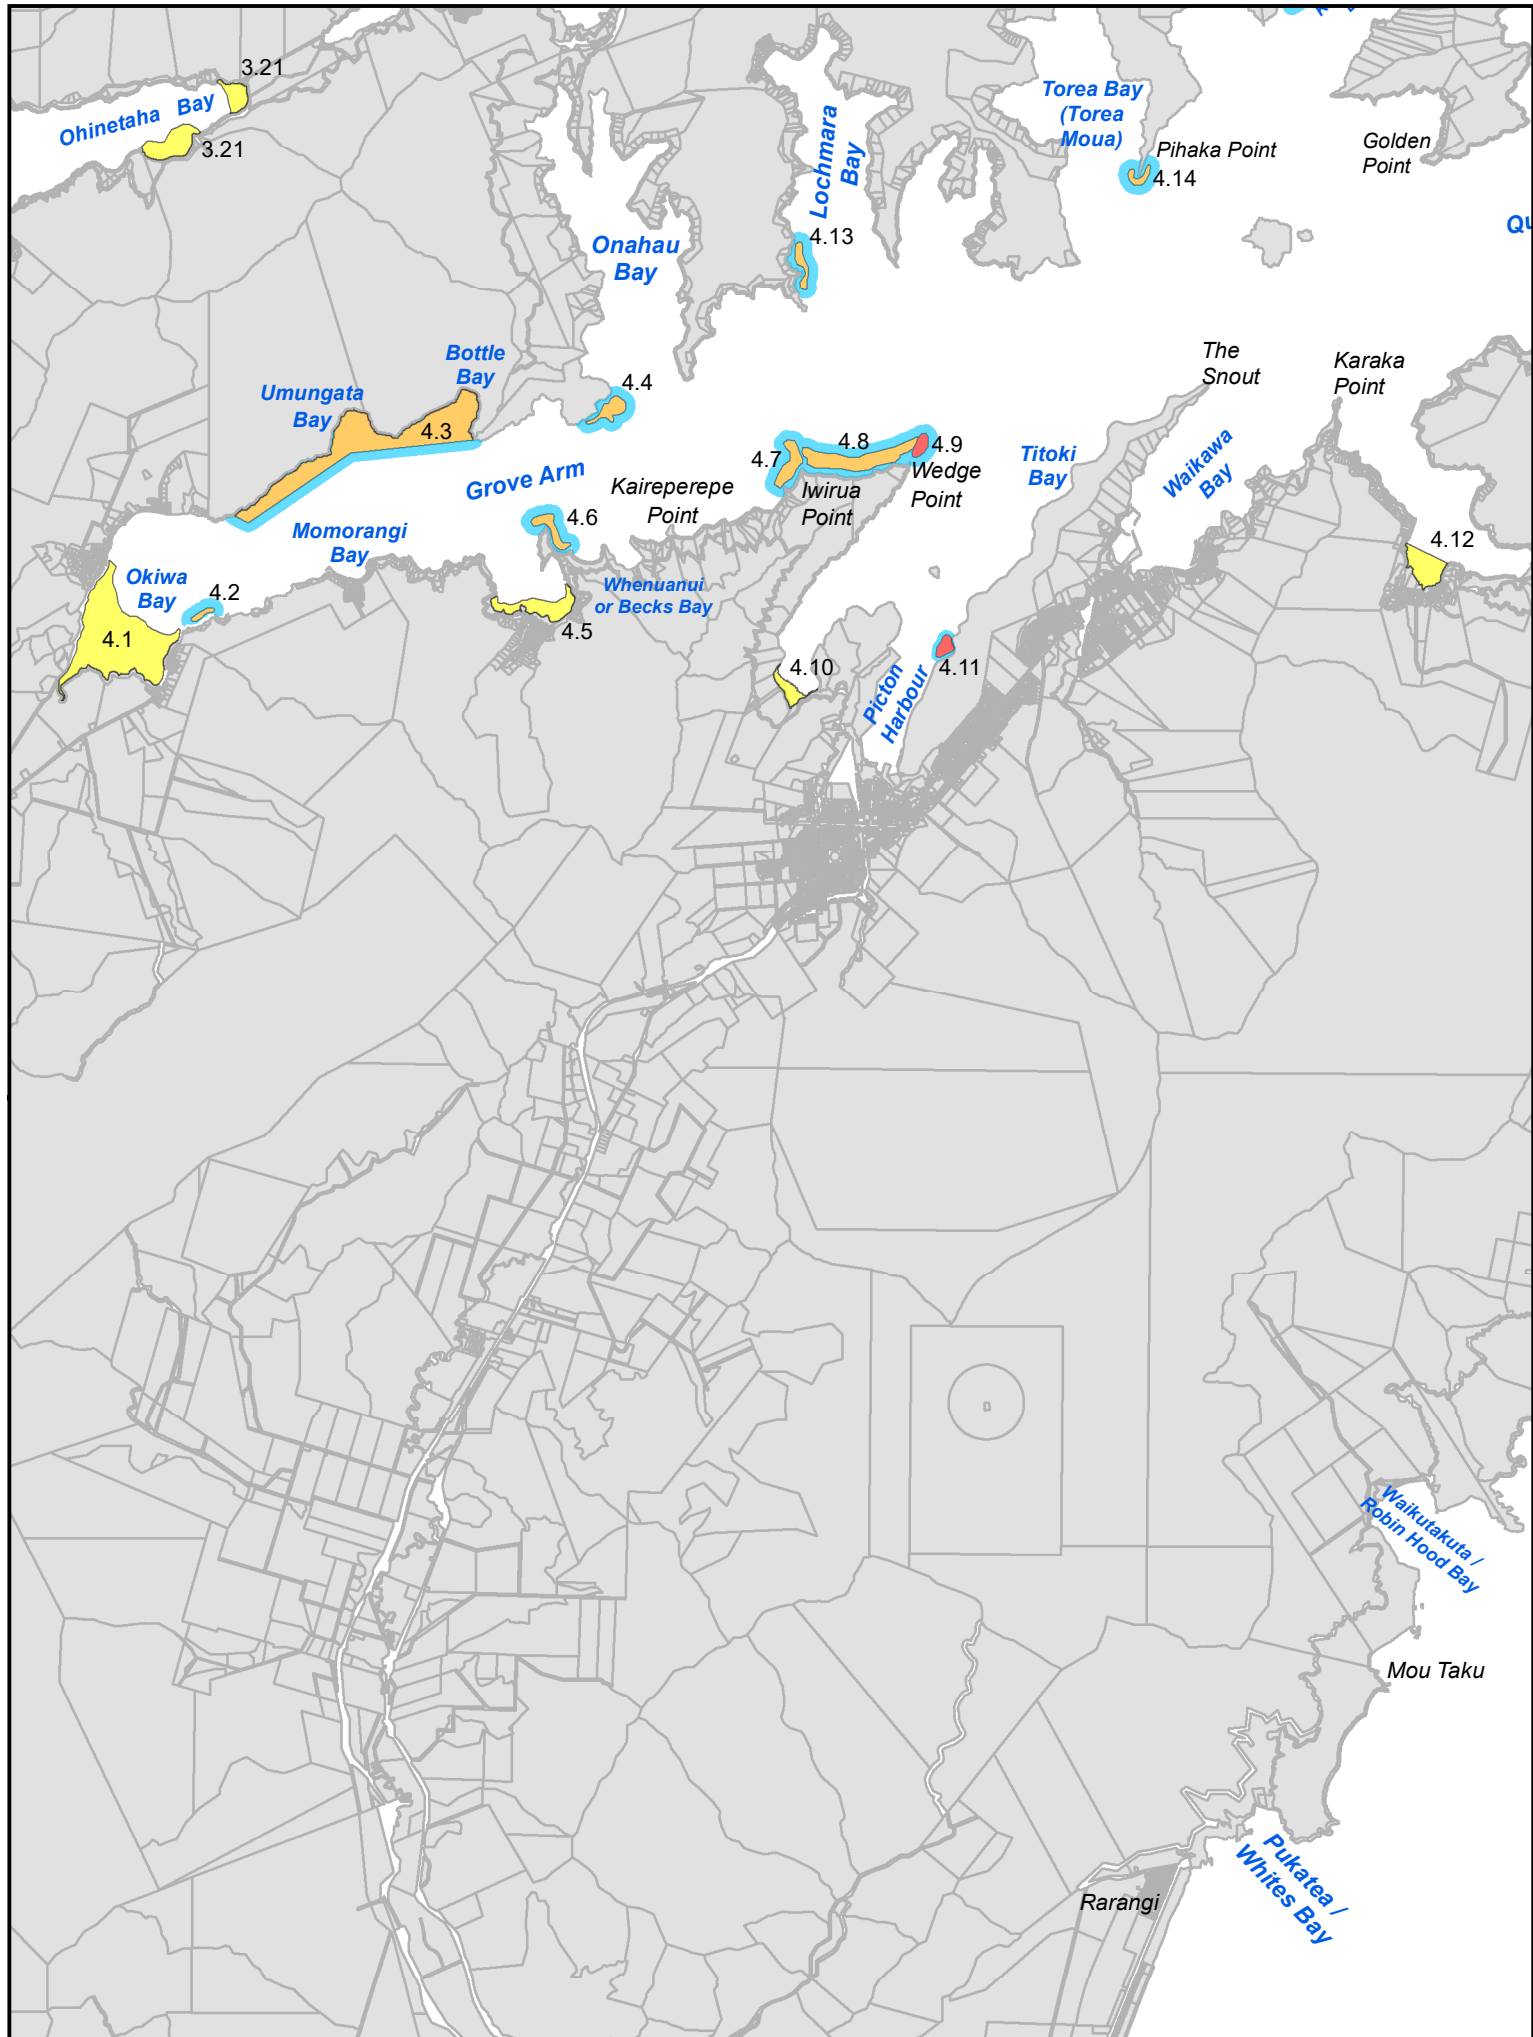 3.21
Ohinetaha Bay
3.21
Lochmara
Bay
Torea Bay
(Torea
Moua)
Pihaka Point
4.14
Golden
Point
4.13
Onahau
Bay
Bottle
Bay
Umungata
Bay
4.3
4.4
The
Snout
Karaka
Point
4.7
4.8
4.9
Wedge
Point
Iwirua
Point
Kaireperepe
Point
Grove Arm
4.6
Titoki
Bay
Waikawa
Bay
4.12
Momorangi
Bay
Okiwa
Bay
4.2
4.1
Whenuanui
or Becks Bay
4.5
4.10
Picton
Harbour
4.11
Waikutakuta /
Robin Hood Bay
Mou Taku
Pukatea /
Whites Bay
Rarangi